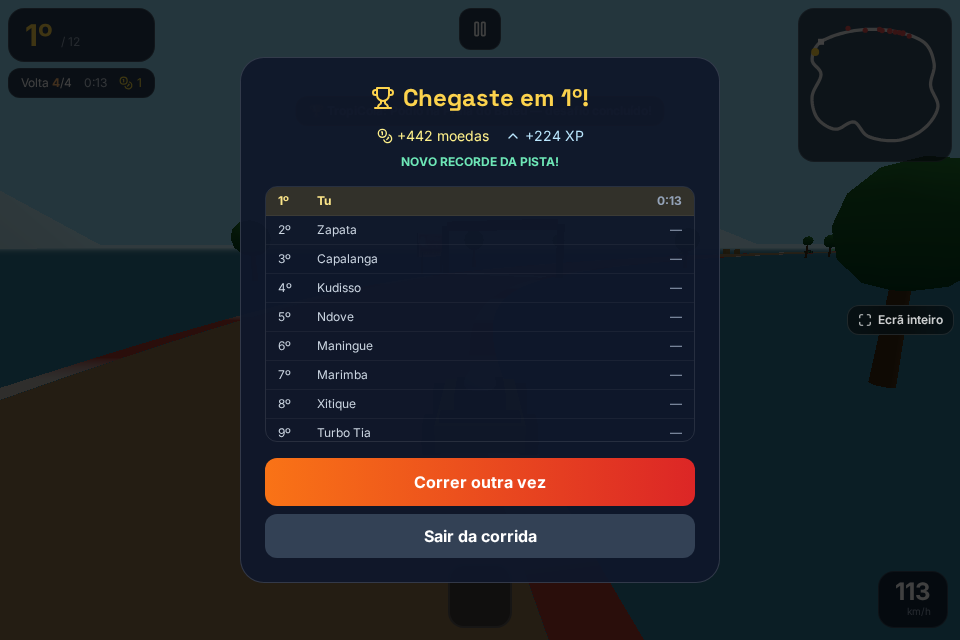 1º / 12
Volta 4/4 0:13 1
Chegaste em 1º!
+442 moedas +224 XP
NOVO RECORDE DA PISTA!
1º Tu 0:13
2º Zapata —
3º Capalanga —
4º Kudisso —
5º Ndove —
6º Maningue —
7º Marimba —
8º Xitique —
9º Turbo Tia —
Ecrã inteiro
Correr outra vez
Sair da corrida
113
km/h